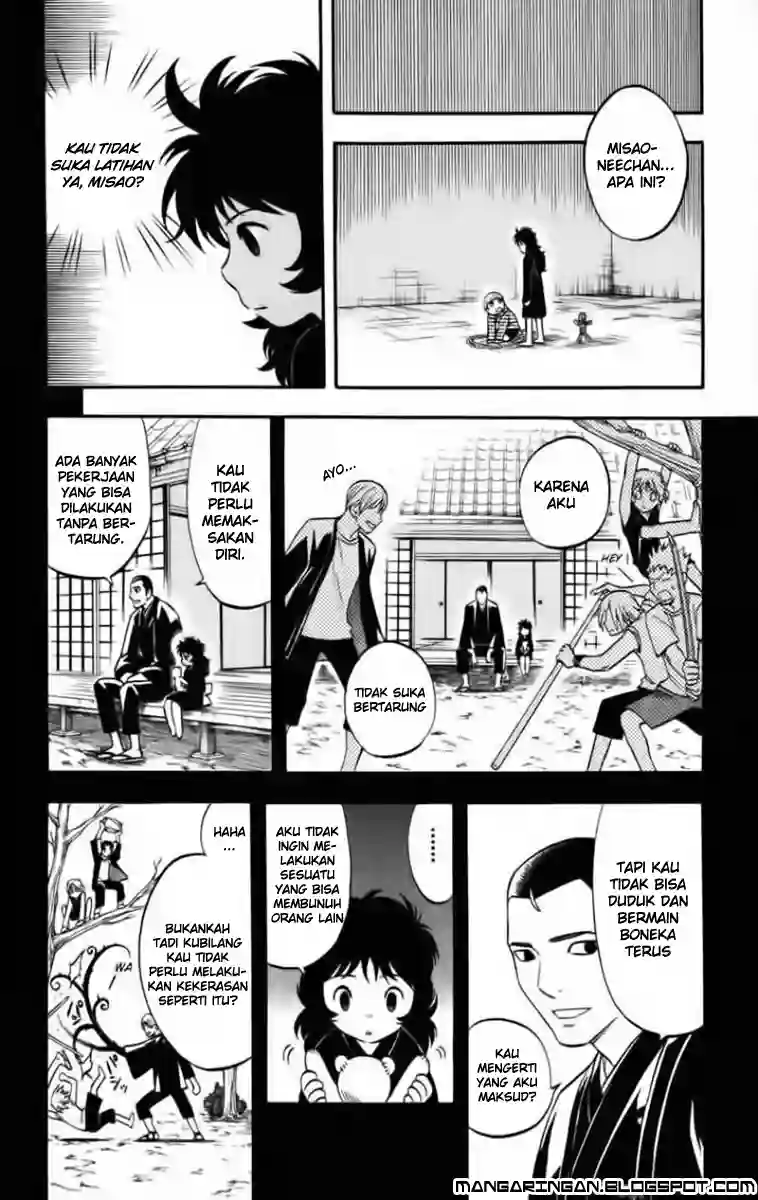 MISAO-
NEECHAN...
APA INI?
KAU TIDAK
SUKA LATIHAN
YA, MISAO?
AYO...
KARENA
AKU
HEY!
TIDAK SUKA
BERTARUNG
KAU
TIDAK
PERLU
MEMAK-
SAKAN
DIRI.
ADA BANYAK
PEKERJAAN
YANG BISA
DILAKUKAN
TANPA BER-
TARUNG.
TAPI KAU
TIDAK BISA
DUDUK DAN
BERMAIN
BONEKA
TERUS
KAU
MENGERTI
YANG AKU
MAKSUD?
........
AKU TIDAK
INGIN ME-
LAKUKAN
SESUATU
YANG BISA
MEMBUNUH
ORANG LAIN
HAHA
...
BUKANKAH
TADI KUBILANG
KAU TIDAK
PERLU MELAKU-
KAN KEKERASAN
SEPERTI ITU?
WA
MANGARINGAN.BLOGSPOT.COM